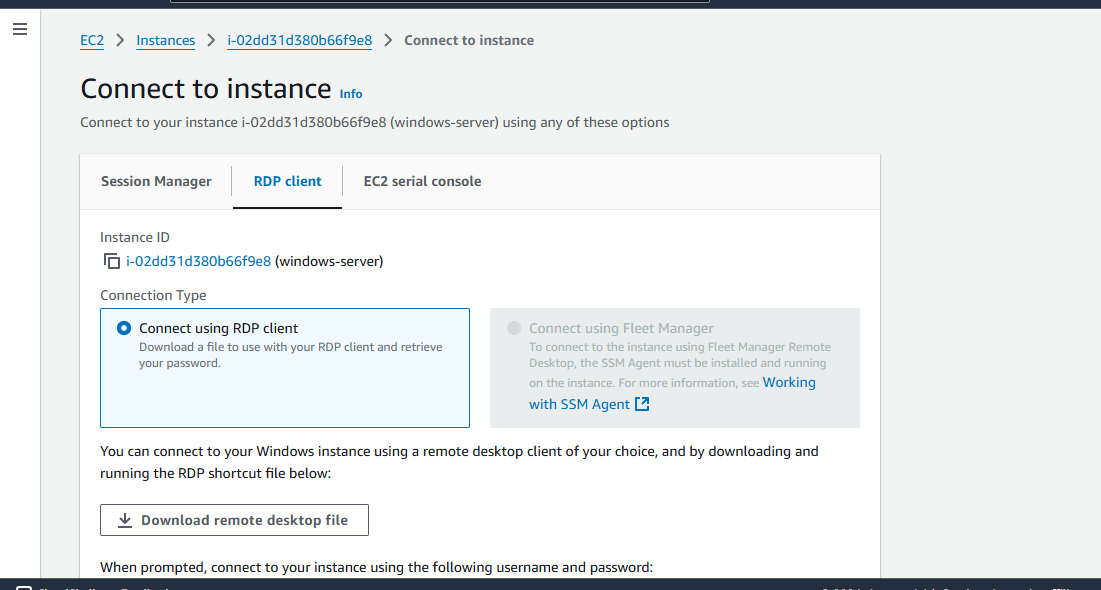 EC2 > Instances > i-02dd31d380b66f9e8 > Connect to instance
Connect to instance Info
Connect to your instance i-02dd31d380b66f9e8 (windows-server) using any of these options
Session Manager RDP client EC2 serial console
Instance ID
i-02dd31d380b66f9e8 (windows-server)
Connection Type
Connect using RDP client
Download a file to use with your RDP client and retrieve
your password.
Connect using Fleet Manager
To connect to the instance using Fleet Manager Remote
Desktop, the SSM Agent must be installed and running
on the instance. For more information, see Working
with SSM Agent
You can connect to your Windows instance using a remote desktop client of your choice, and by downloading and
running the RDP shortcut file below:
Download remote desktop file
When prompted, connect to your instance using the following username and password: